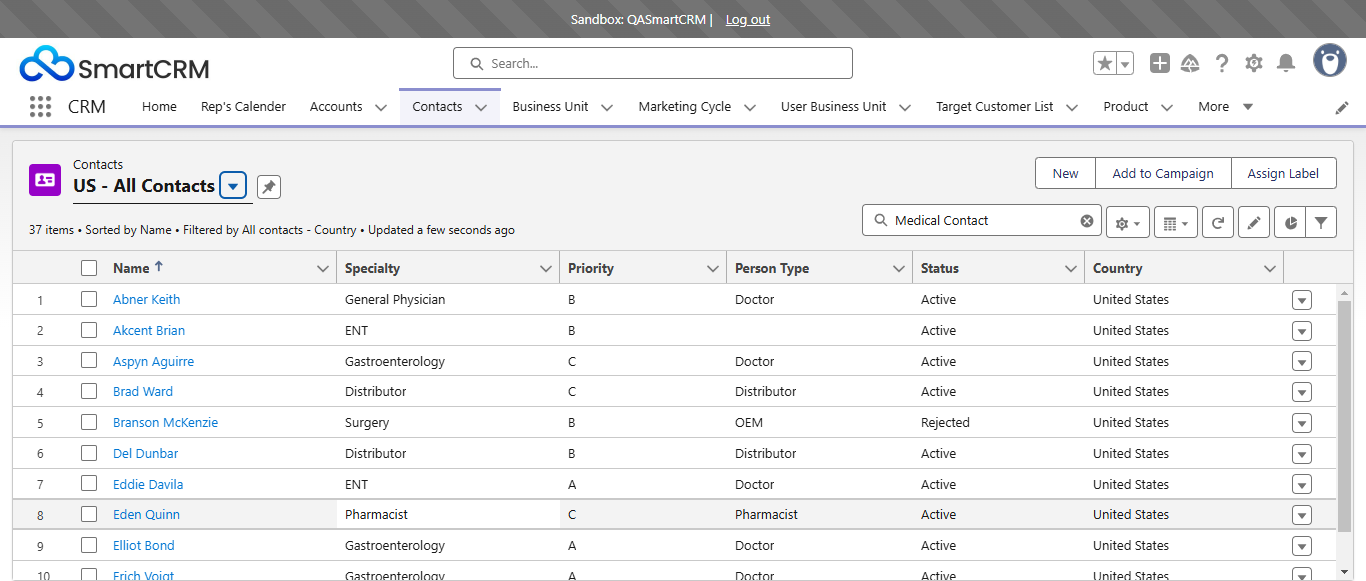 Sandbox: QASmartCRM | Log out
SmartCRM
Search...
CRM Home Rep's Calender Accounts Contacts Business Unit Marketing Cycle User Business Unit Target Customer List Product More
Contacts
US - All Contacts
New Add to Campaign Assign Label
37 items • Sorted by Name • Filtered by All contacts - Country • Updated a few seconds ago
Medical Contact
Name Specialty Priority Person Type Status Country
1 Abner Keith General Physician B Doctor Active United States
2 Akcent Brian ENT B Active United States
3 Aspyn Aguirre Gastroenterology C Doctor Active United States
4 Brad Ward Distributor C Distributor Active United States
5 Branson McKenzie Surgery B OEM Rejected United States
6 Del Dunbar Distributor B Distributor Active United States
7 Eddie Davila ENT A Doctor Active United States
8 Eden Quinn Pharmacist C Pharmacist Active United States
9 Elliot Bond Gastroenterology A Doctor Active United States
10 Erich Voigt Gastroenterology A Doctor Active United States